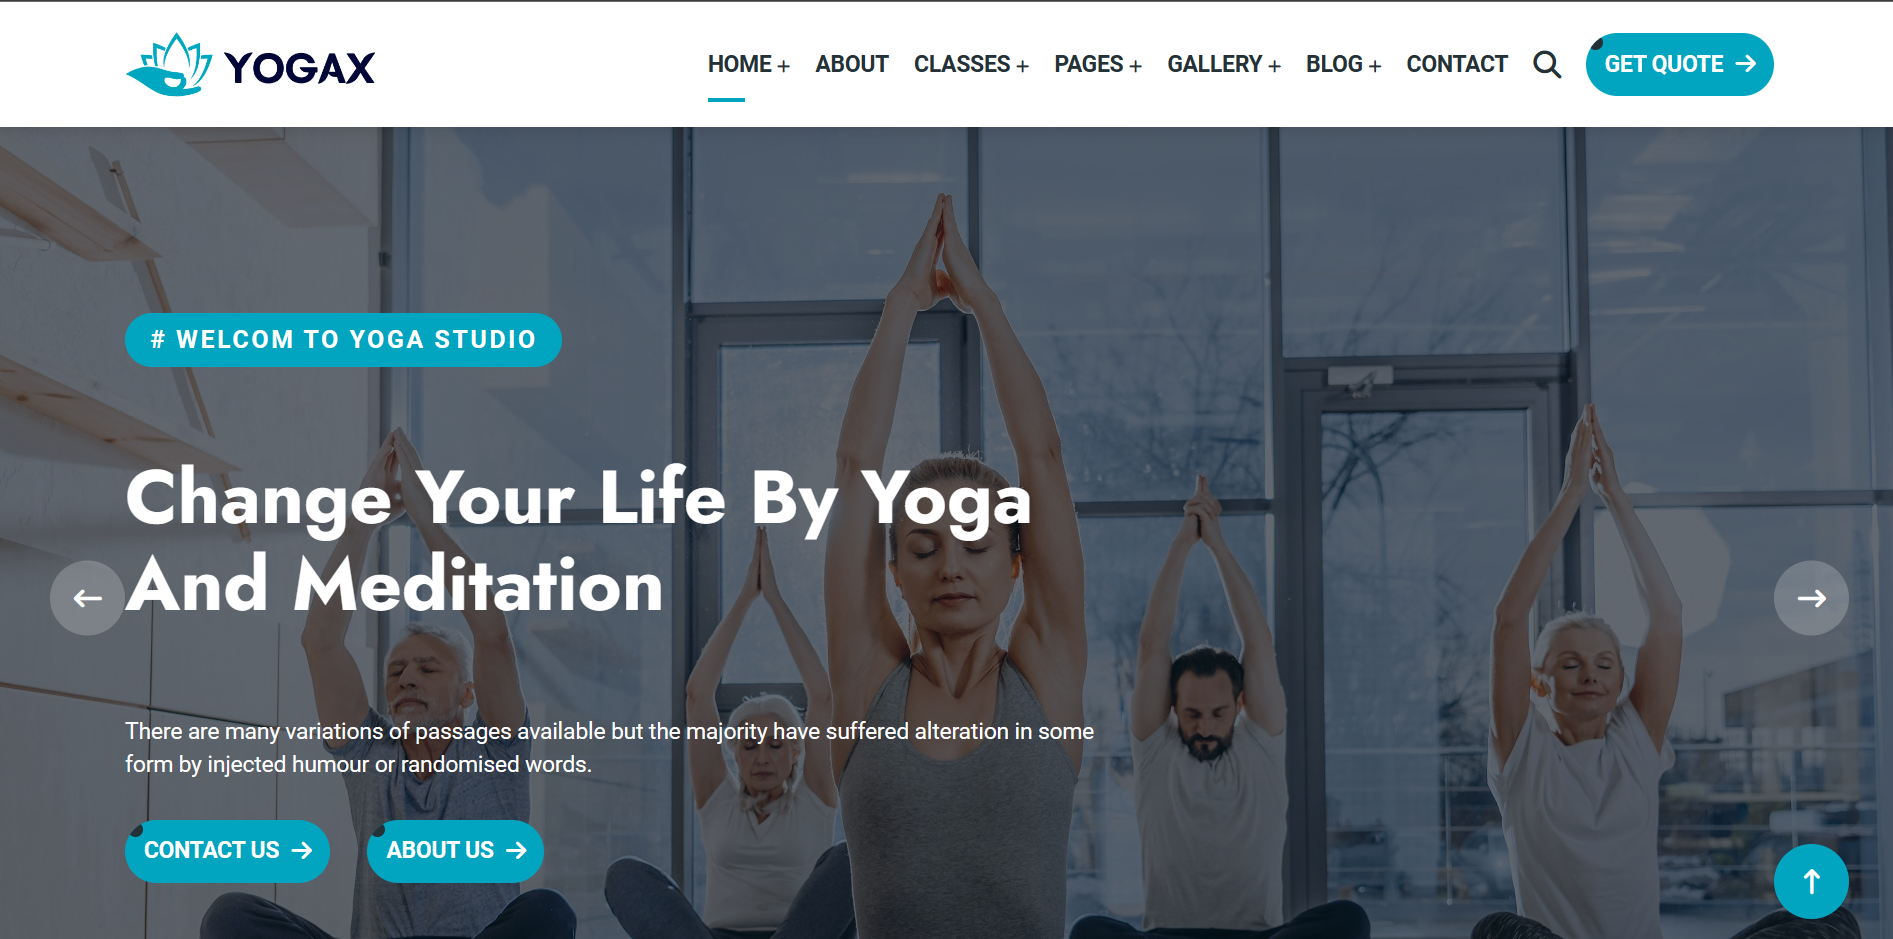 YOGAX
HOME + ABOUT CLASSES + PAGES + GALLERY + BLOG + CONTACT GET QUOTE →
# WELCOM TO YOGA STUDIO
Change Your Life By Yoga
And Meditation
There are many variations of passages available but the majority have suffered alteration in some
form by injected humour or randomised words.
CONTACT US → ABOUT US →